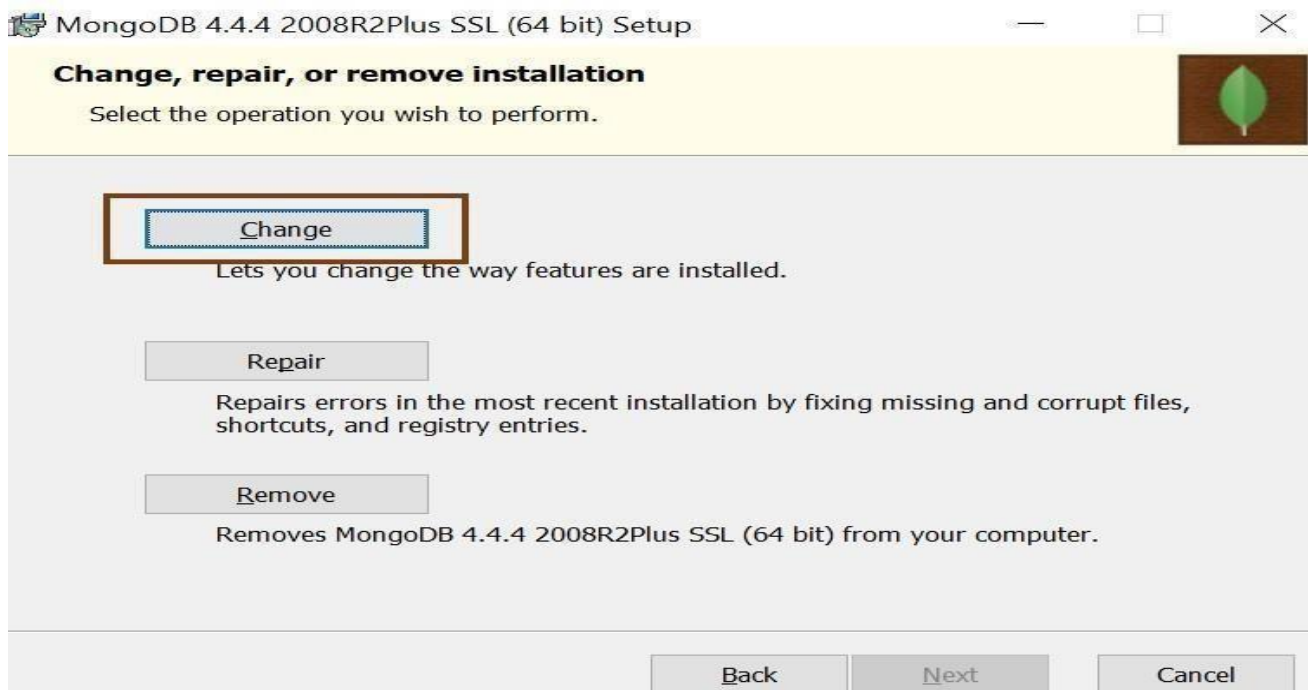 MongoDB 4.4.4 2008R2Plus SSL (64 bit) Setup
Change, repair, or remove installation
Select the operation you wish to perform.
Change
Lets you change the way features are installed.
Repair
Repairs errors in the most recent installation by fixing missing and corrupt files,
shortcuts, and registry entries.
Remove
Removes MongoDB 4.4.4 2008R2Plus SSL (64 bit) from your computer.
Back Next Cancel